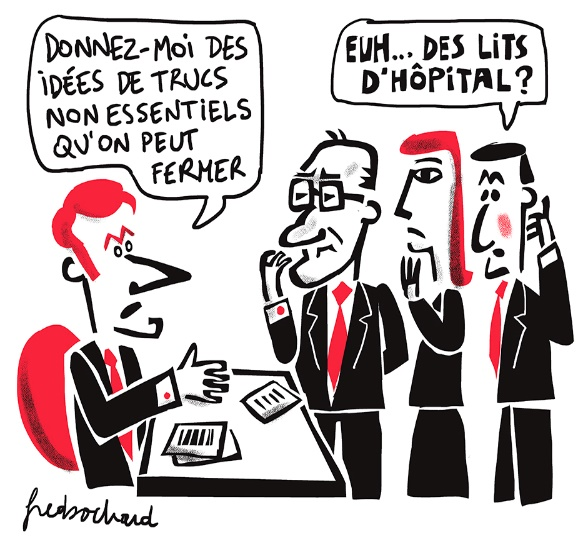 DONNEZ-MOI DES
IDÉES DE TRUCS
NON ESSENTIELS
QU'ON PEUT
FERMER
EUH... DES LITS
D'HÔPITAL?
fredsochard